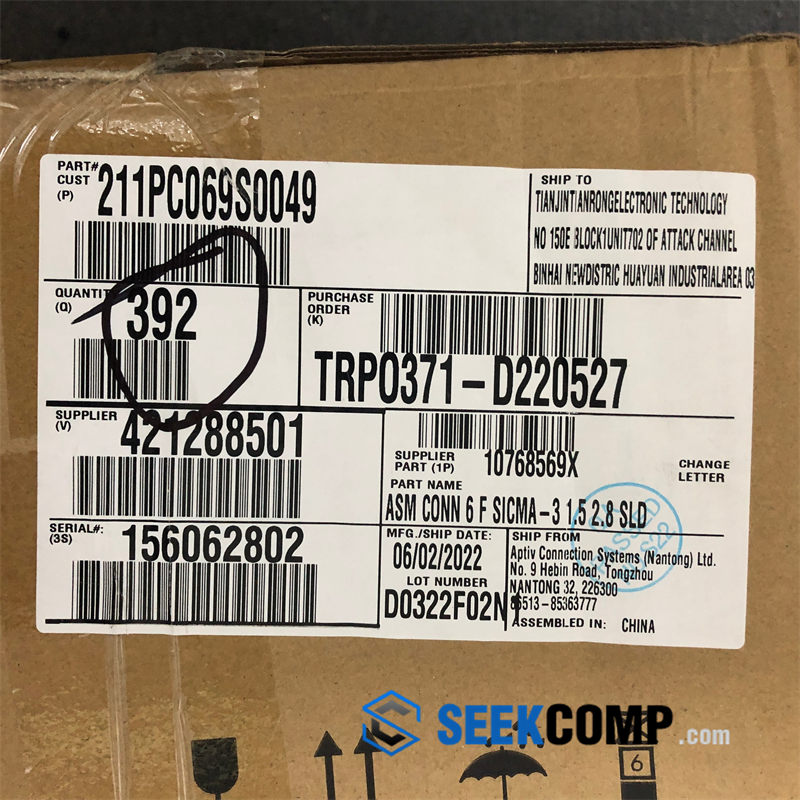 PART#
CUST
(P)
211PC069S0049
SHIP TO
TIANJINTIANRONGELECTRONIC TECHNOLOGY
NO 150E BLOCK1UNIT702 OF ATTACK CHANNEL
BINHAI NEWDISTRIC HUAYUAN INDUSTRIALAREA 03
QUANTIT
(Q)
392
PURCHASE
ORDER
(K)
TRPO371-D220527
SUPPLIER
(V)
421288501
SUPPLIER
PART (1P)
10768569X
CHANGE
LETTER
PART NAME
ASM CONN 6 F SICMA-3 1.5 2.8 SLD
SERIAL#:
(3S)
156062802
MFG./SHIP DATE:
06/02/2022
LOT NUMBER
D0322F02N
SHIP FROM
Aptiv Connection Systems (Nantong) Ltd.
No. 9 Hebin Road, Tongzhou
NANTONG 32, 226300
86513-85363777
ASSEMBLED IN: CHINA
PASSED
SEEKCOMP.com
6